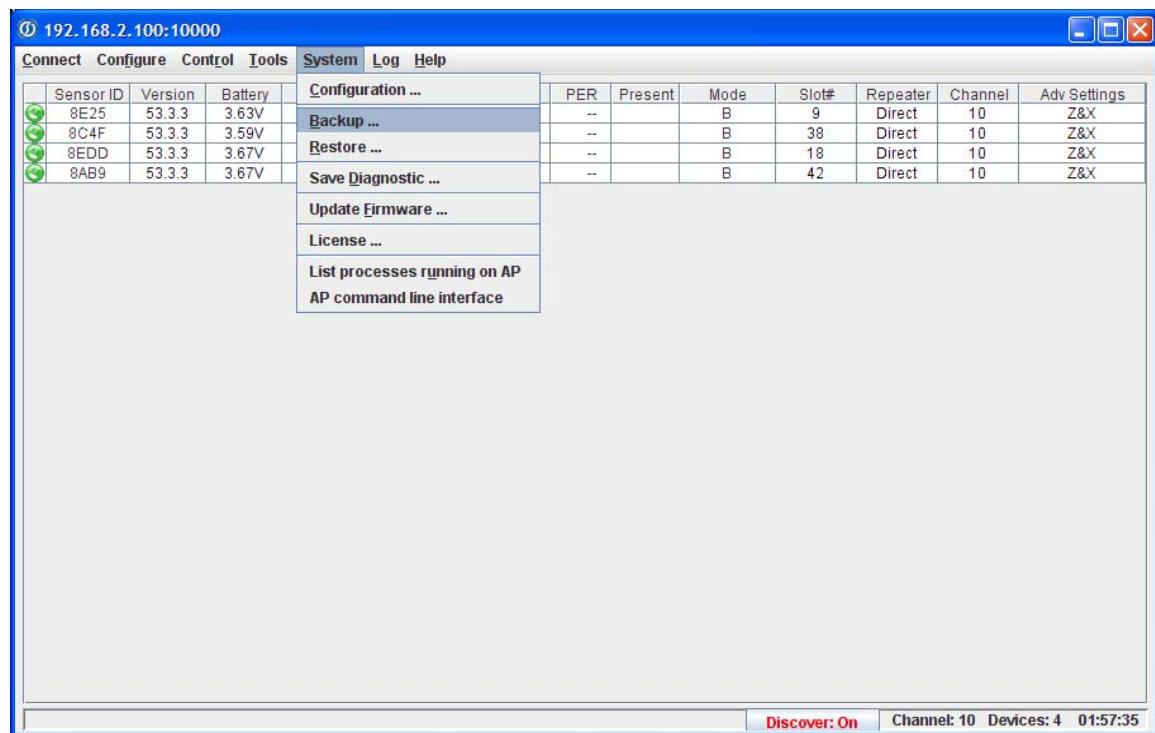 192.168.2.100:10000
Connect Configure Control Tools System Log Help
Sensor ID Version Battery PER Present Mode Slot# Repeater Channel Adv Settings
8E25 53.3.3 3.63V -- B 9 Direct 10 Z&X
8C4F 53.3.3 3.59V -- B 38 Direct 10 Z&X
8EDD 53.3.3 3.67V -- B 18 Direct 10 Z&X
8AB9 53.3.3 3.67V -- B 42 Direct 10 Z&X
Configuration ...
Backup ...
Restore ...
Save Diagnostic ...
Update Firmware ...
License ...
List processes running on AP
AP command line interface
Discover: On Channel: 10 Devices: 4 01:57:35